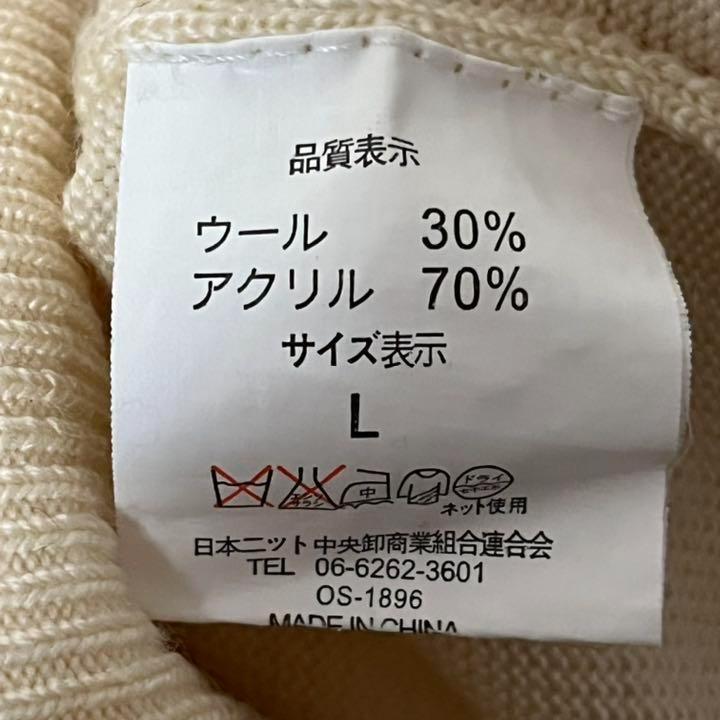 品質表示
ウール 30%
アクリル 70%
サイズ表示
L
中 ドライ
ネット使用
日本ニット中央卸商業組合連合会
TEL 06-6262-3601
OS-1896
MADE IN CHINA